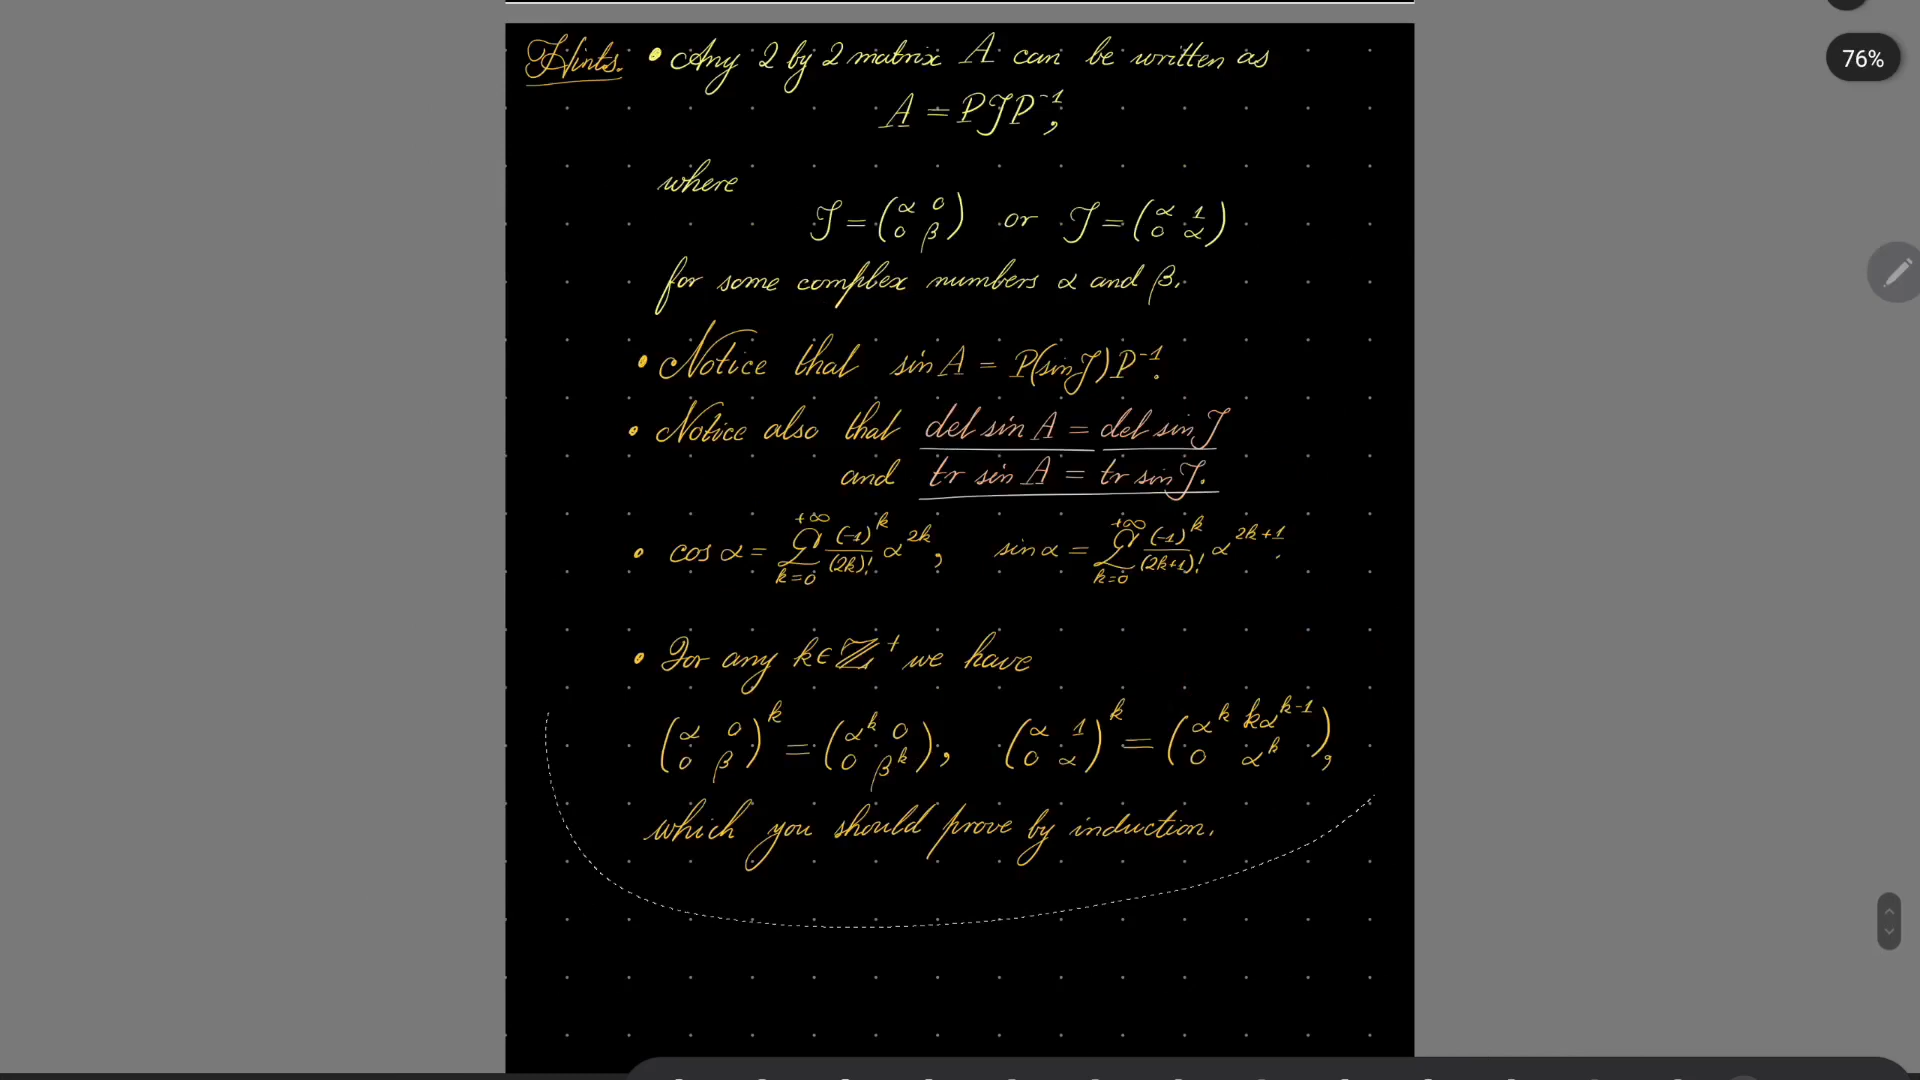 Hints. • Any 2 by 2 matrix A can be written as
A = PJP⁻¹,
where
J = (α 0 0 β) or J = (α 1 0 α)
for some complex numbers α and β.
• Notice that sin A = P(sin J)P⁻¹.
• Notice also that det sin A = det sin J
and tr sin A = tr sin J.
• cos α = ∑_{k=0}^{+∞} (-1)^k/(2k)! α^{2k}, sin α = ∑_{k=0}^{+∞} (-1)^k/(2k+1)! α^{2k+1}.
• For any k ∈ ℤ⁺ we have
(α 0 0 β)^k = (α^k 0 0 β^k), (α 1 0 α)^k = (α^k kα^{k-1} 0 α^k),
which you should prove by induction.
76%